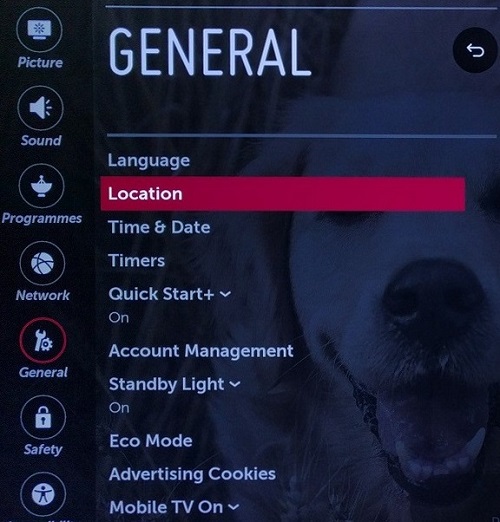 GENERAL
Picture
Sound
Programmes
Network
General
Safety
Language
Location
Time & Date
Timers
Quick Start+
On
Account Management
Standby Light
On
Eco Mode
Advertising Cookies
Mobile TV On